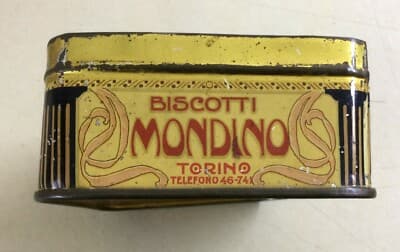 BISCOTTI
MONDINO
TORINO
TELEFONO 46-741